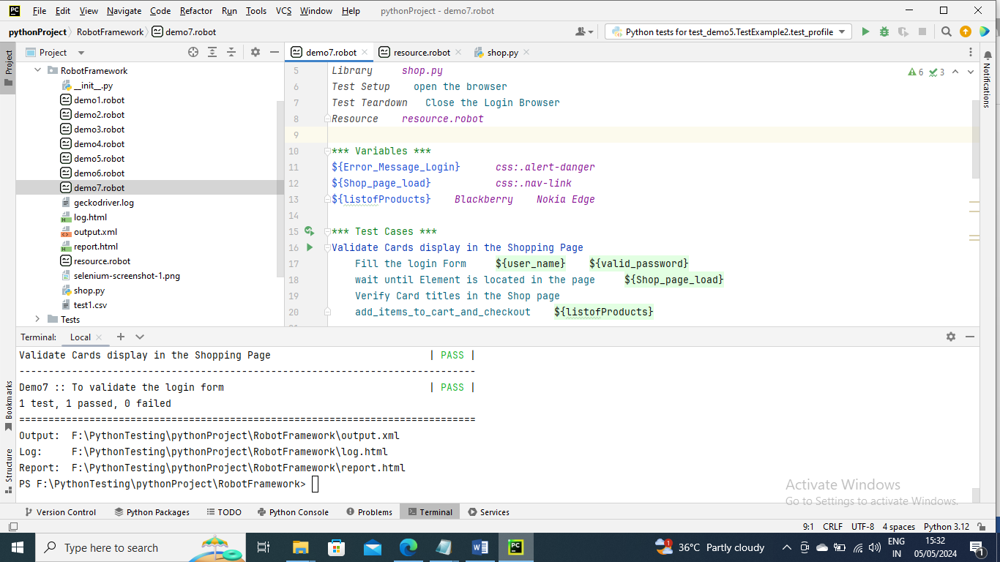 File Edit View Navigate Code Refactor Run Tools VCS Window Help pythonProject - demo7.robot
pythonProject RobotFramework demo7.robot Python tests for test_demo5.TestExample2.test_profile
Project
Project
demo7.robot resource.robot shop.py
RobotFramework
__init__.py
demo1.robot
demo2.robot
demo3.robot
demo4.robot
demo5.robot
demo6.robot
demo7.robot
geckodriver.log
log.html
output.xml
report.html
resource.robot
selenium-screenshot-1.png
shop.py
test1.csv
Tests
5 Library shop.py
6 Test Setup open the browser
7 Test Teardown Close the Login Browser
8 Resource resource.robot
9
10 *** Variables ***
11 ${Error_Message_Login} css:.alert-danger
12 ${Shop_page_load} css:.nav-link
13 ${listofProducts} Blackberry Nokia Edge
14
15 *** Test Cases ***
16 Validate Cards display in the Shopping Page
17 Fill the login Form ${user_name} ${valid_password}
18 wait until Element is located in the page ${Shop_page_load}
19 Verify Card titles in the Shop page
20 add_items_to_cart_and_checkout ${listofProducts}
6 3
Notifications
Terminal: Local
Validate Cards display in the Shopping Page | PASS |
------------------------------------------------------------------------------
Demo7 :: To validate the login form | PASS |
1 test, 1 passed, 0 failed
==============================================================================
Output: F:\PythonTesting\pythonProject\RobotFramework\output.xml
Log: F:\PythonTesting\pythonProject\RobotFramework\log.html
Report: F:\PythonTesting\pythonProject\RobotFramework\report.html
PS F:\PythonTesting\pythonProject\RobotFramework>
Bookmarks
Structure
Activate Windows
Go to Settings to activate Windows.
Version Control Python Packages TODO Python Console Problems Terminal Services
9:1 CRLF UTF-8 4 spaces Python 3.12
Type here to search
1
36°C Partly cloudy
ENG
IN
15:32
05/05/2024
1